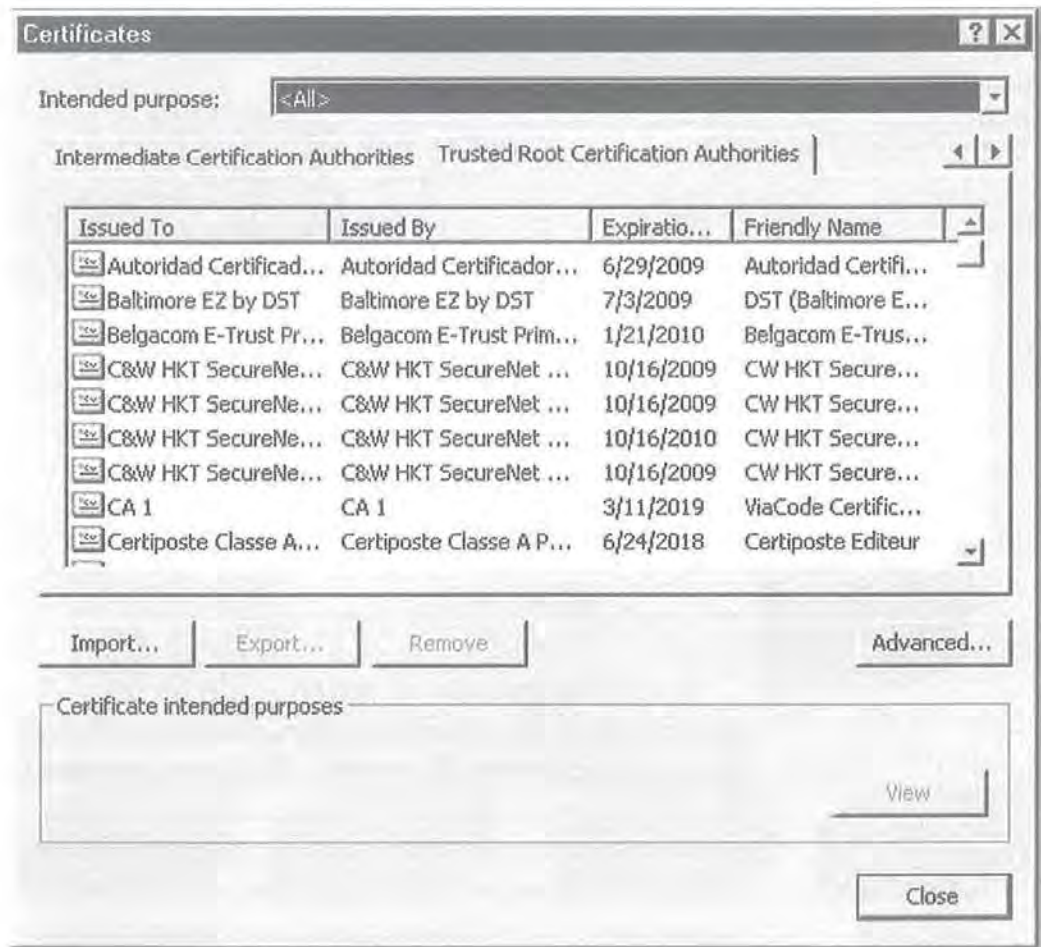 Certificates
Intended purpose: <All>
Intermediate Certification Authorities Trusted Root Certification Authorities
Issued To Issued By Expiratio... Friendly Name
Autoridad Certificad... Autoridad Certificador... 6/29/2009 Autoridad Certifi...
Baltimore EZ by DST Baltimore EZ by DST 7/3/2009 DST (Baltimore E...
Belgacom E-Trust Pr... Belgacom E-Trust Prim... 1/21/2010 Belgacom E-Trus...
C&W HKT SecureNe... C&W HKT SecureNet ... 10/16/2009 CW HKT Secure...
C&W HKT SecureNe... C&W HKT SecureNet ... 10/16/2009 CW HKT Secure...
C&W HKT SecureNe... C&W HKT SecureNet ... 10/16/2010 CW HKT Secure...
C&W HKT SecureNe... C&W HKT SecureNet ... 10/16/2009 CW HKT Secure...
CA 1 CA 1 3/11/2019 ViaCode Certific...
Certiposte Classe A... Certiposte Classe A P... 6/24/2018 Certiposte Editeur
Import... Export... Remove Advanced...
Certificate intended purposes
View
Close